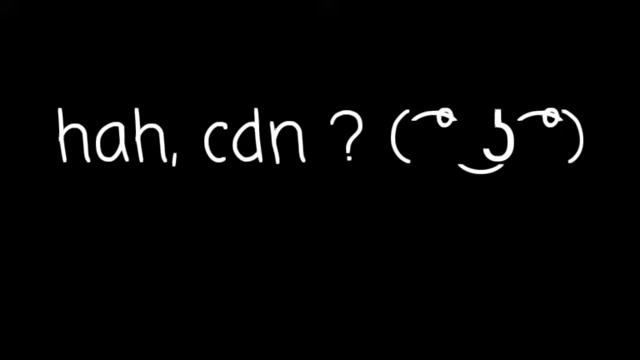 hah, cdn ? ( ͡° ͜ʖ ͡°)